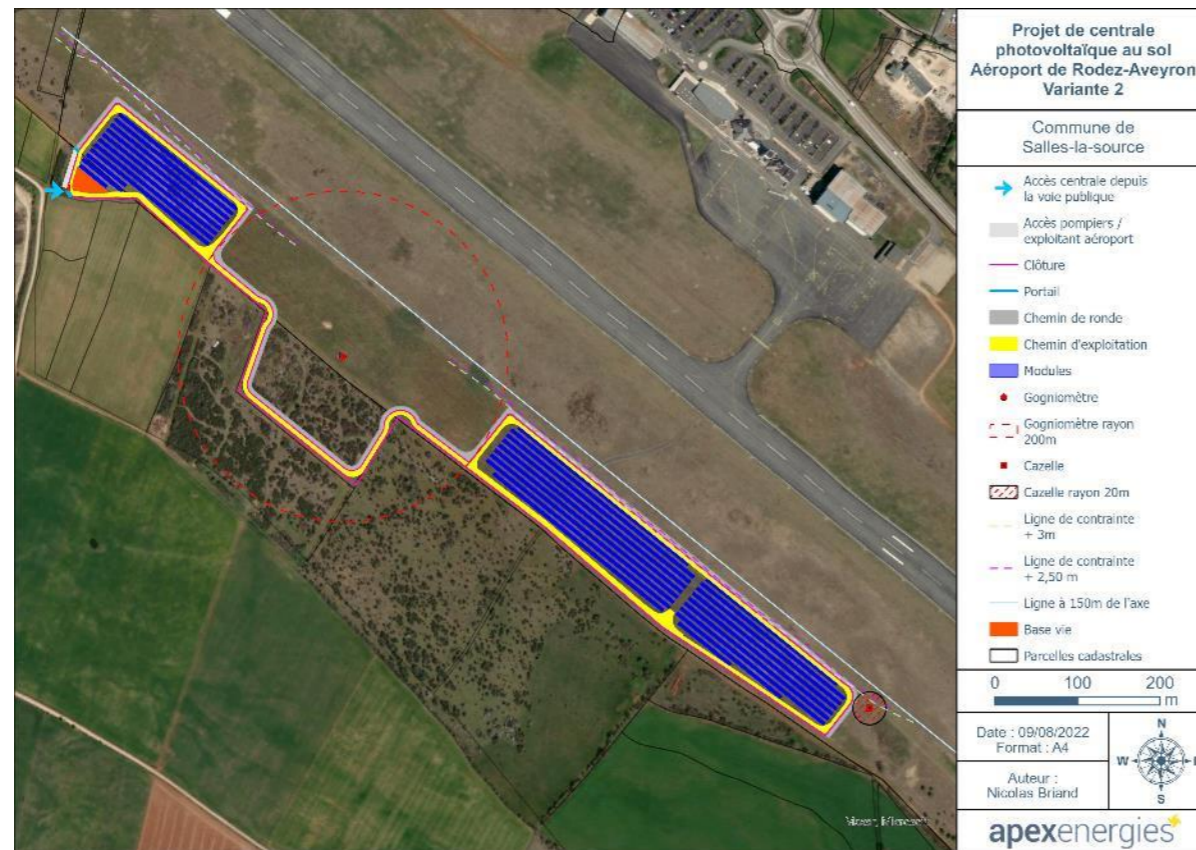 Projet de centrale
photovoltaïque au sol
Aéroport de Rodez-Aveyron
Variante 2
Commune de
Salles-la-source
Accès centrale depuis
la voie publique
Accès pompiers /
exploitant aéroport
Clôture
Portail
Chemin de ronde
Chemin d'exploitation
Modules
Gogniomètre
Gogniomètre rayon
200m
Cazelle
Cazelle rayon 20m
Ligne de contrainte
+ 3m
Ligne de contrainte
+ 2,50 m
Ligne à 150m de l'axe
Base vie
Parcelles cadastrales
0 100 200
m
Date : 09/08/2022
Format : A4
Auteur :
Nicolas Briand
N
W E
S
apexenergies
Microsoft